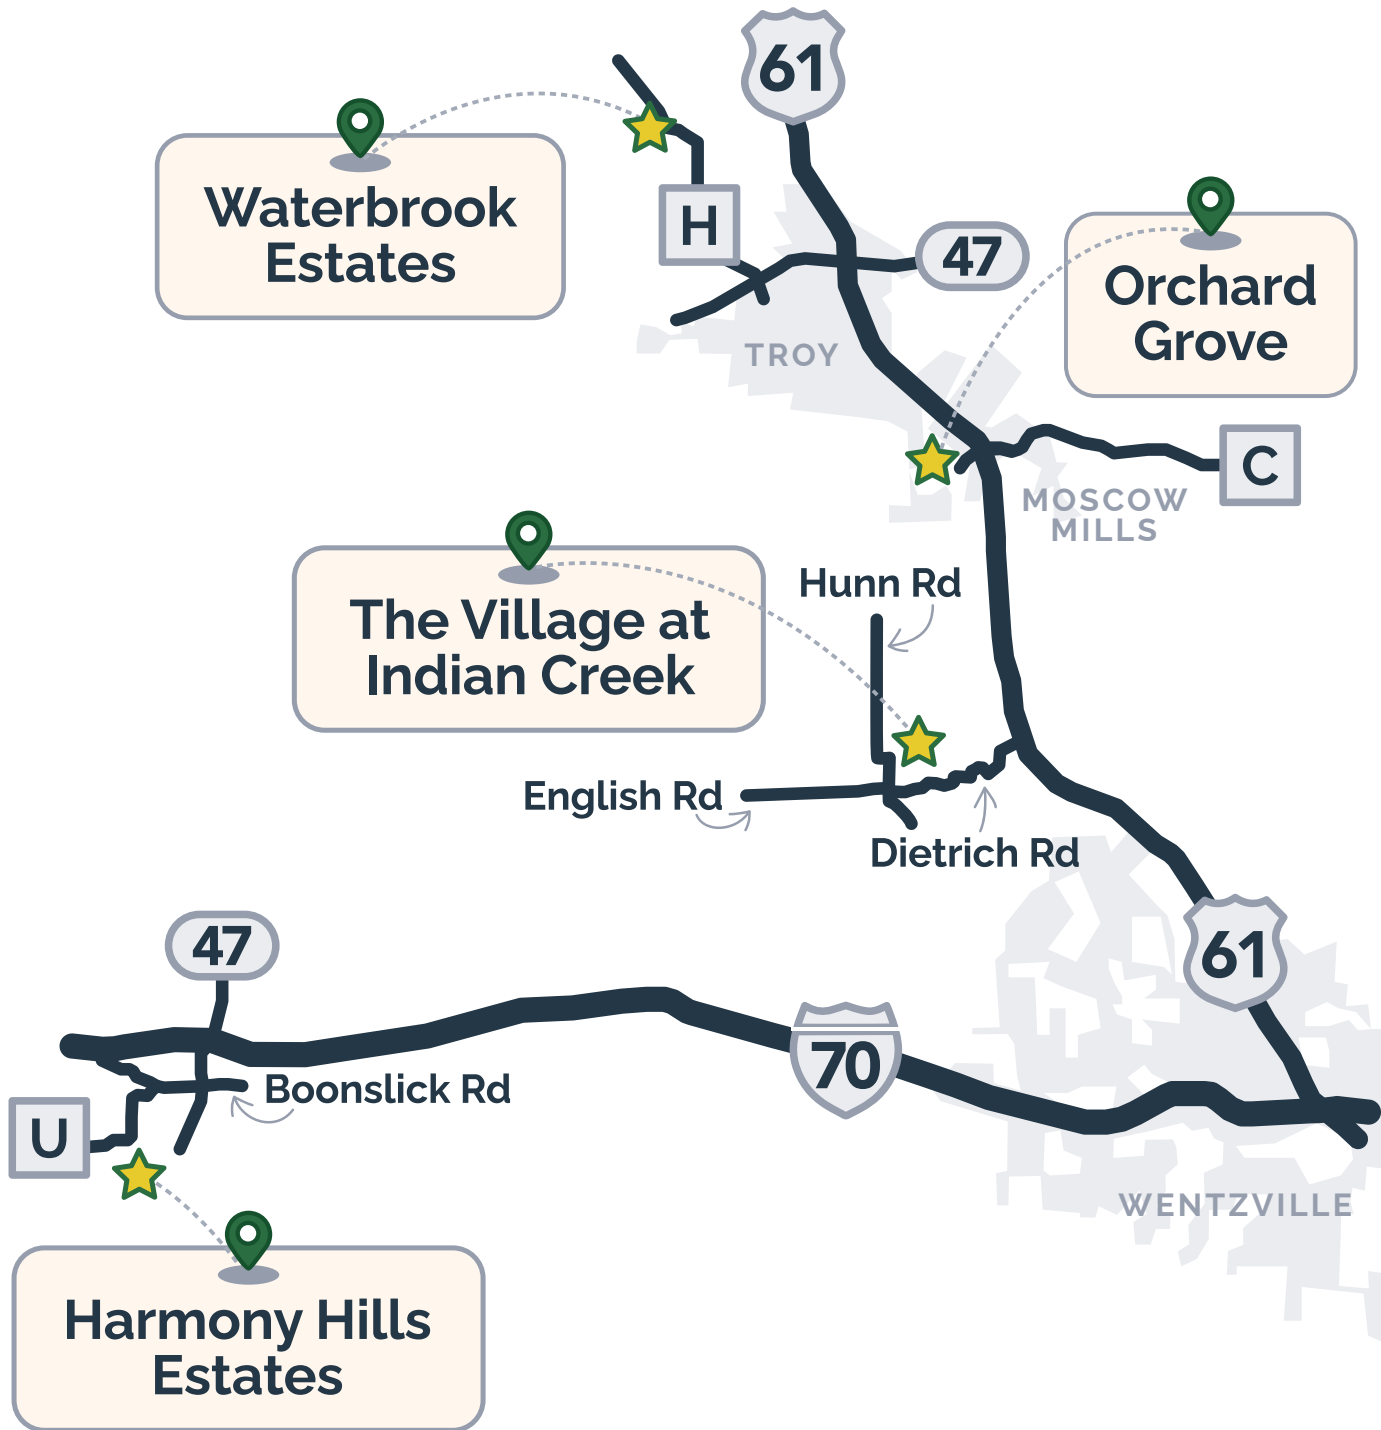 61
Waterbrook
Estates
H
47
Orchard
Grove
TROY
C
MOSCOW
MILLS
The Village at
Indian Creek
Hunn Rd
English Rd
Dietrich Rd
47
61
70
Boonslick Rd
U
WENTZVILLE
Harmony Hills
Estates